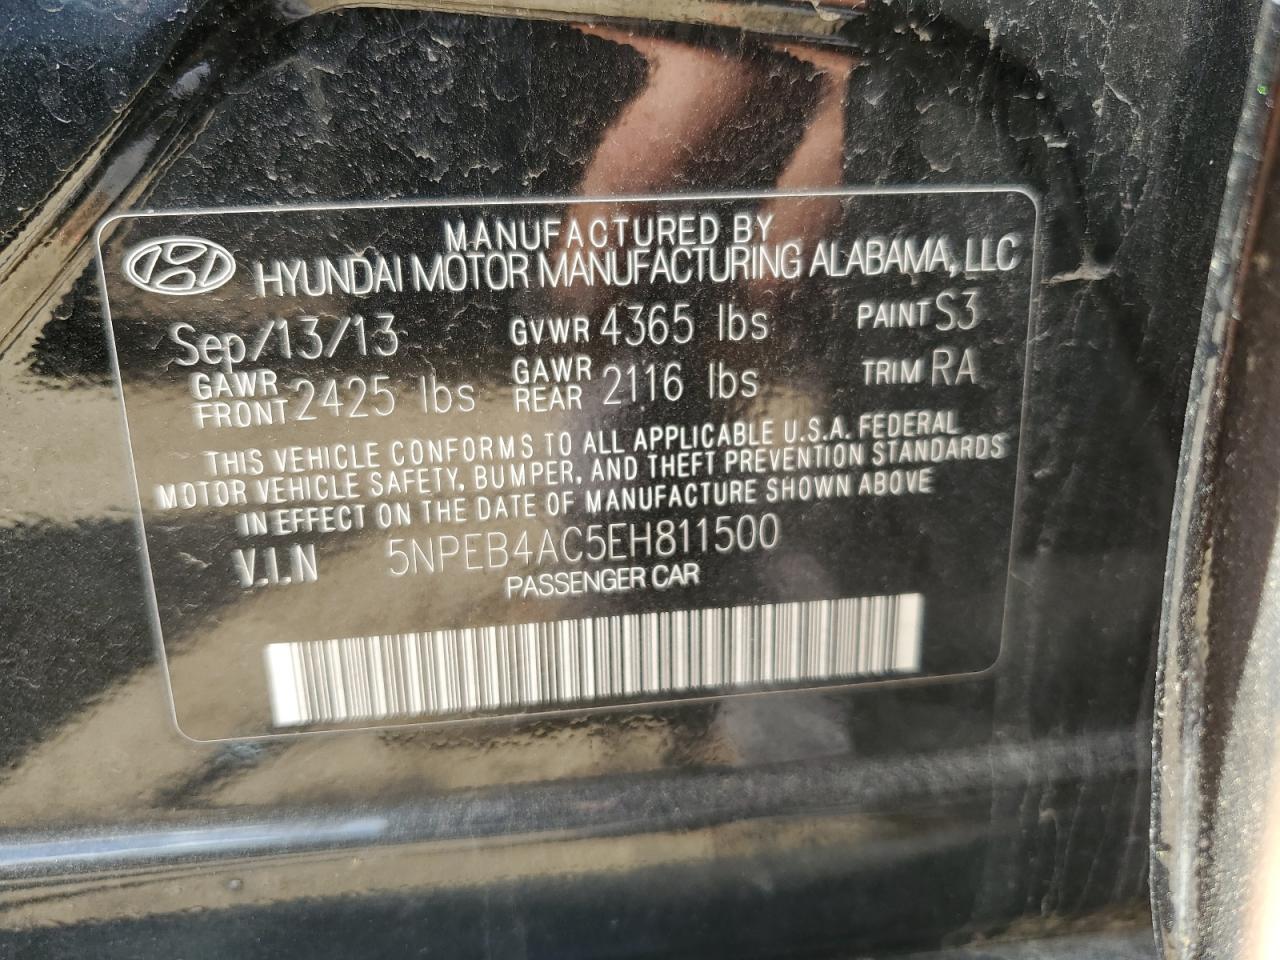 MANUFACTURED BY
HYUNDAI MOTOR MANUFACTURING ALABAMA, LLC
Sep/13/13 GVWR 4365 lbs PAINT S3
GAWR FRONT 2425 lbs GAWR REAR 2116 lbs TRIM RA
THIS VEHICLE CONFORMS TO ALL APPLICABLE U.S.A. FEDERAL
MOTOR VEHICLE SAFETY, BUMPER, AND THEFT PREVENTION STANDARDS
IN EFFECT ON THE DATE OF MANUFACTURE SHOWN ABOVE
V.I.N 5NPEB4AC5EH811500
PASSENGER CAR